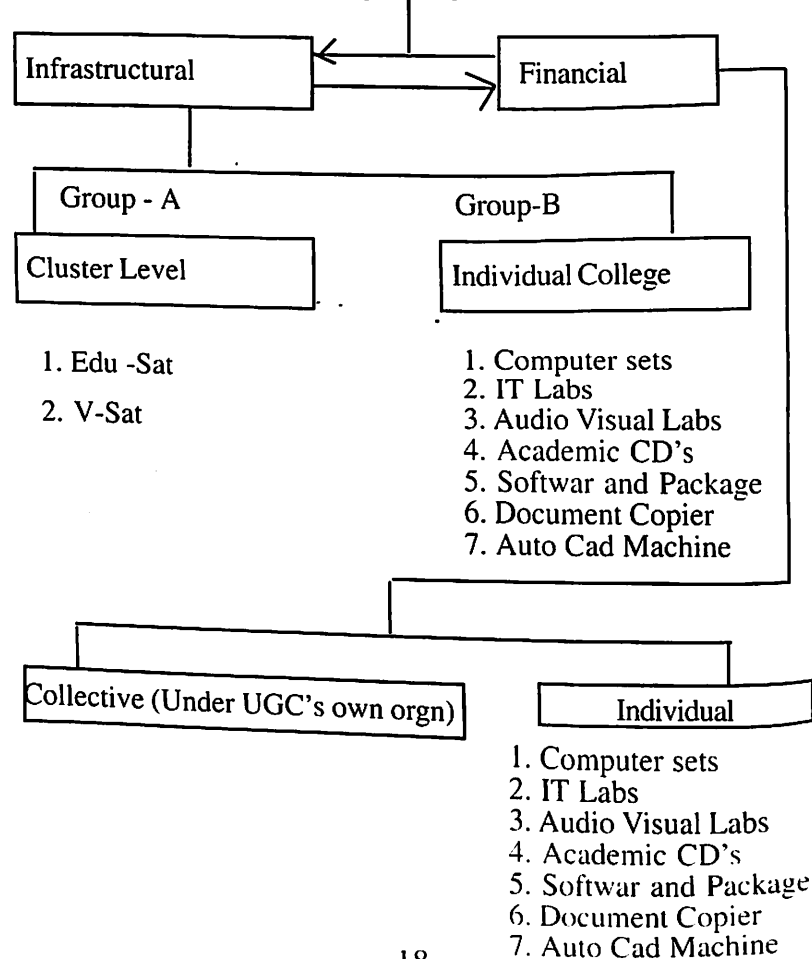 Infrastructural
Financial
Group - A
Group-B
Cluster Level
Individual College
1. Edu -Sat
2. V-Sat
1. Computer sets
2. IT Labs
3. Audio Visual Labs
4. Academic CD's
5. Softwar and Package
6. Document Copier
7. Auto Cad Machine
Collective (Under UGC's own orgn)
Individual
1. Computer sets
2. IT Labs
3. Audio Visual Labs
4. Academic CD's
5. Softwar and Package
6. Document Copier
7. Auto Cad Machine